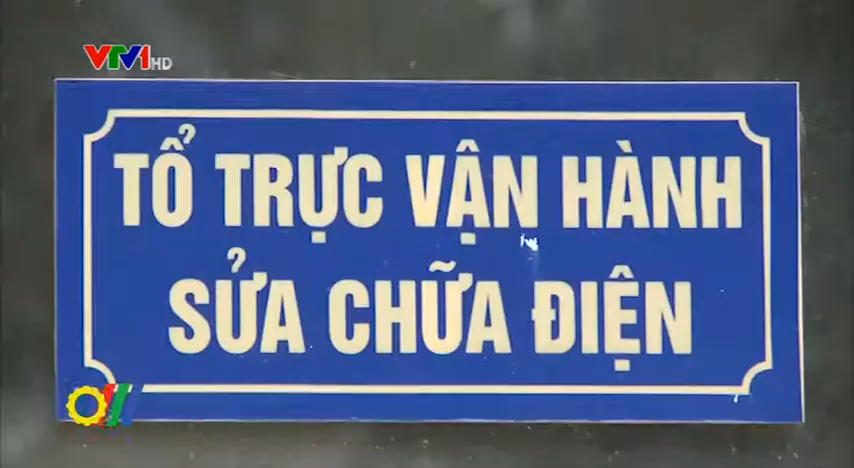 VTV1 HD
TỔ TRỰC VẬN HÀNH
SỬA CHỮA ĐIỆN